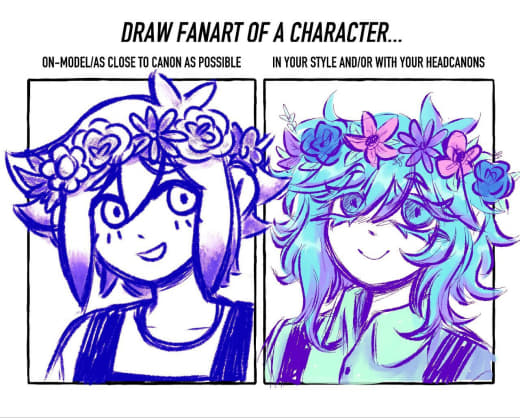 DRAW FANART OF A CHARACTER...
ON-MODEL/AS CLOSE TO CANON AS POSSIBLE
IN YOUR STYLE AND/OR WITH YOUR HEADCANONS